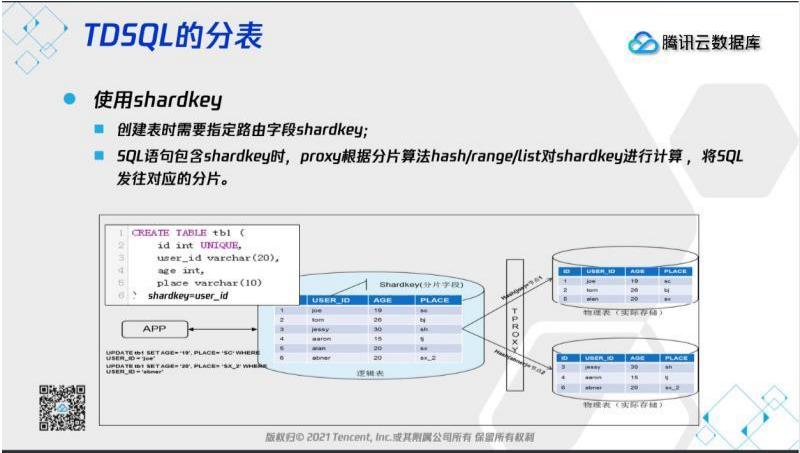 TDSQL的分表
腾讯云数据库
使用shardkey
创建表时需要指定路由字段shardkey;
SQL语句包含shardkey时，proxy根据分片算法hash/range/list对shardkey进行计算，将SQL
发往对应的分片。
1 CREATE TABLE tb1 (
2 id int UNIQUE,
3 user_id varchar(20),
4 age int,
5 place varchar(10)
6 ) shardkey=user_id
Shardkey(分片字段)
USER_ID AGE PLACE
1 joe 19 sc
2 tom 26 bj
3 jessy 30 sh
4 aaron 15 tj
5 alan 20 sx
6 abner 20 sx_2
逻辑表
APP
UPDATE tb1 SET AGE= '19', PLACE= 'SC' WHERE
USER_ID = 'joe'
UPDATE tb1 SET AGE= '20', PLACE= 'SX_2' WHERE
USER_ID = 'abner'
TPROXY
Hash(joe)=节点1
Hash(abner)=节点2
ID USER_ID AGE PLACE
1 joe 19 sc
2 tom 26 bj
5 alan 20 sx
物理表（实际存储）
ID USER_ID AGE PLACE
3 jessy 30 sh
4 aaron 15 tj
6 abner 20 sx_2
物理表（实际存储）
版权归© 2021 Tencent, Inc.或其附属公司所有 保留所有权利